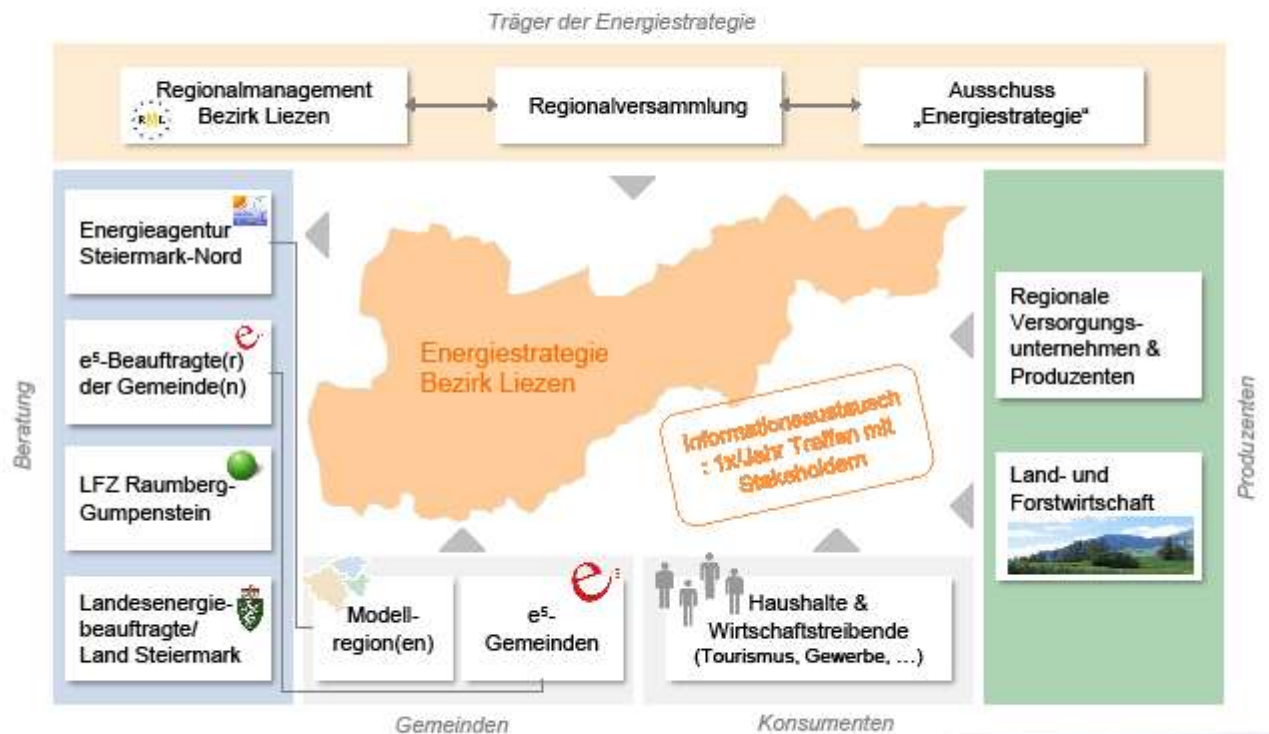 Träger der Energiestrategie
Regionalmanagement
Bezirk Liezen
RML
Regionalversammlung
Ausschuss
„Energiestrategie“
Beratung
Energieagentur
Steiermark-Nord
e⁵-Beauftragte(r)
der Gemeinde(n)
LFZ Raumberg-
Gumpenstein
Landesenergie-
beauftragte/
Land Steiermark
Energiestrategie
Bezirk Liezen
Informationsaustausch
: 1x/Jahr Treffen mit
Stakeholdern
Regionale
Versorgungs-
unternehmen &
Produzenten
Land- und
Forstwirtschaft
Produzenten
Modell-
region(en)
e⁵-
Gemeinden
Haushalte &
Wirtschaftstreibende
(Tourismus, Gewerbe, …)
Gemeinden
Konsumenten